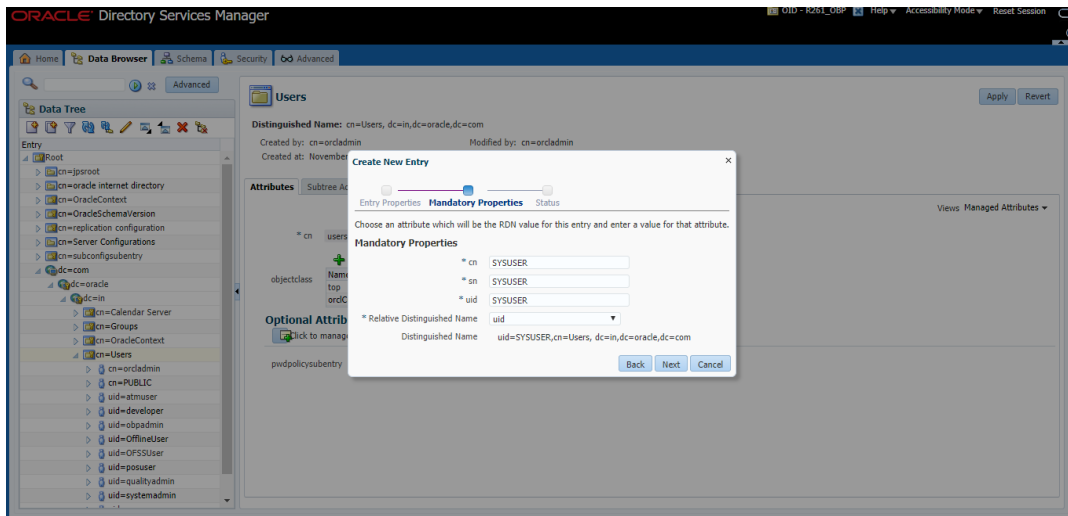 ORACLE Directory Services Manager
OID - R261_OBP Help Accessibility Mode Reset Session
Home Data Browser Schema Security Advanced
Advanced
Data Tree
Entry
Root
cn=jpsroot
cn=oracle internet directory
cn=OracleContext
cn=OracleSchemaVersion
cn=replication configuration
cn=Server Configurations
cn=subconfigsubentry
dc=com
dc=oracle
dc=in
cn=Calendar Server
cn=Groups
cn=OracleContext
cn=Users
cn=orcladmin
cn=PUBLIC
uid=atmuser
uid=developer
uid=obpadmin
uid=OfflineUser
uid=OFSSUser
uid=posuser
uid=qualityadmin
uid=systemadmin
Users
Apply Revert
Distinguished Name: cn=Users, dc=in,dc=oracle,dc=com
Created by: cn=orcladmin Modified by: cn=orcladmin
Created at: November
Attributes Subtree Ac
Views Managed Attributes
* cn users
objectclass
Name
top
orclC
Optional Attrib
Click to manage
pwdpolicysubentry
Create New Entry
Entry Properties Mandatory Properties Status
Choose an attribute which will be the RDN value for this entry and enter a value for that attribute.
Mandatory Properties
* cn SYSUSER
* sn SYSUSER
* uid SYSUSER
* Relative Distinguished Name uid
Distinguished Name uid=SYSUSER,cn=Users, dc=in,dc=oracle,dc=com
Back Next Cancel